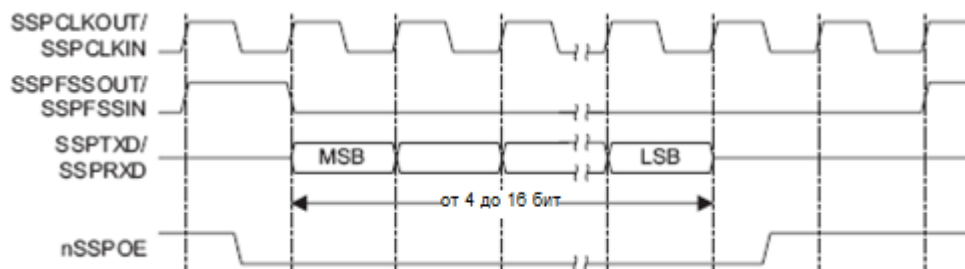 SSPCLKOUT/
SSPCLKIN
SSPFSSOUT/
SSPFSSIN
SSPTXD/
SSPRXD
MSB
LSB
от 4 до 16 бит
nSSPOE